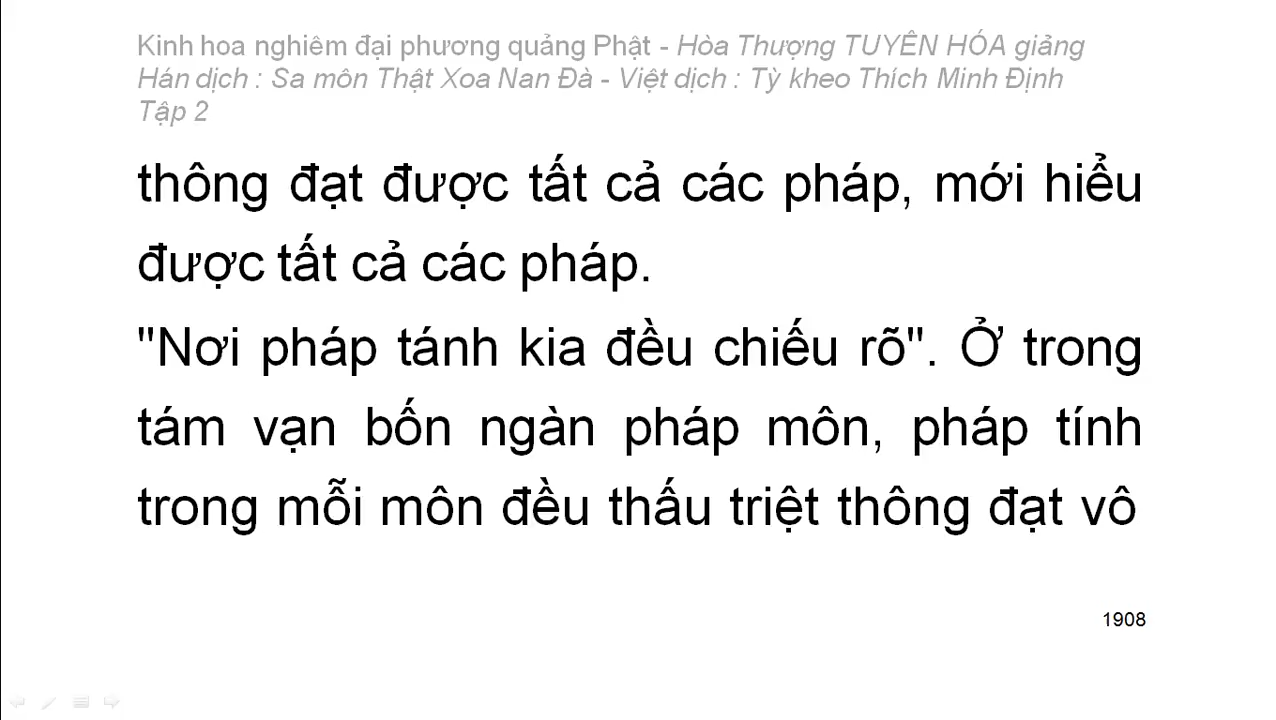 Kinh hoa nghiêm đại phương quảng Phật - Hòa Thượng TUYÊN HÓA giảng
Hán dịch : Sa môn Thật Xoa Nan Đà - Việt dịch : Tỳ kheo Thích Minh Định
Tập 2
thông đạt được tất cả các pháp, mới hiểu
được tất cả các pháp.
"Nơi pháp tánh kia đều chiếu rõ". Ở trong
tám vạn bốn ngàn pháp môn, pháp tính
trong mỗi môn đều thấu triệt thông đạt vô
1908